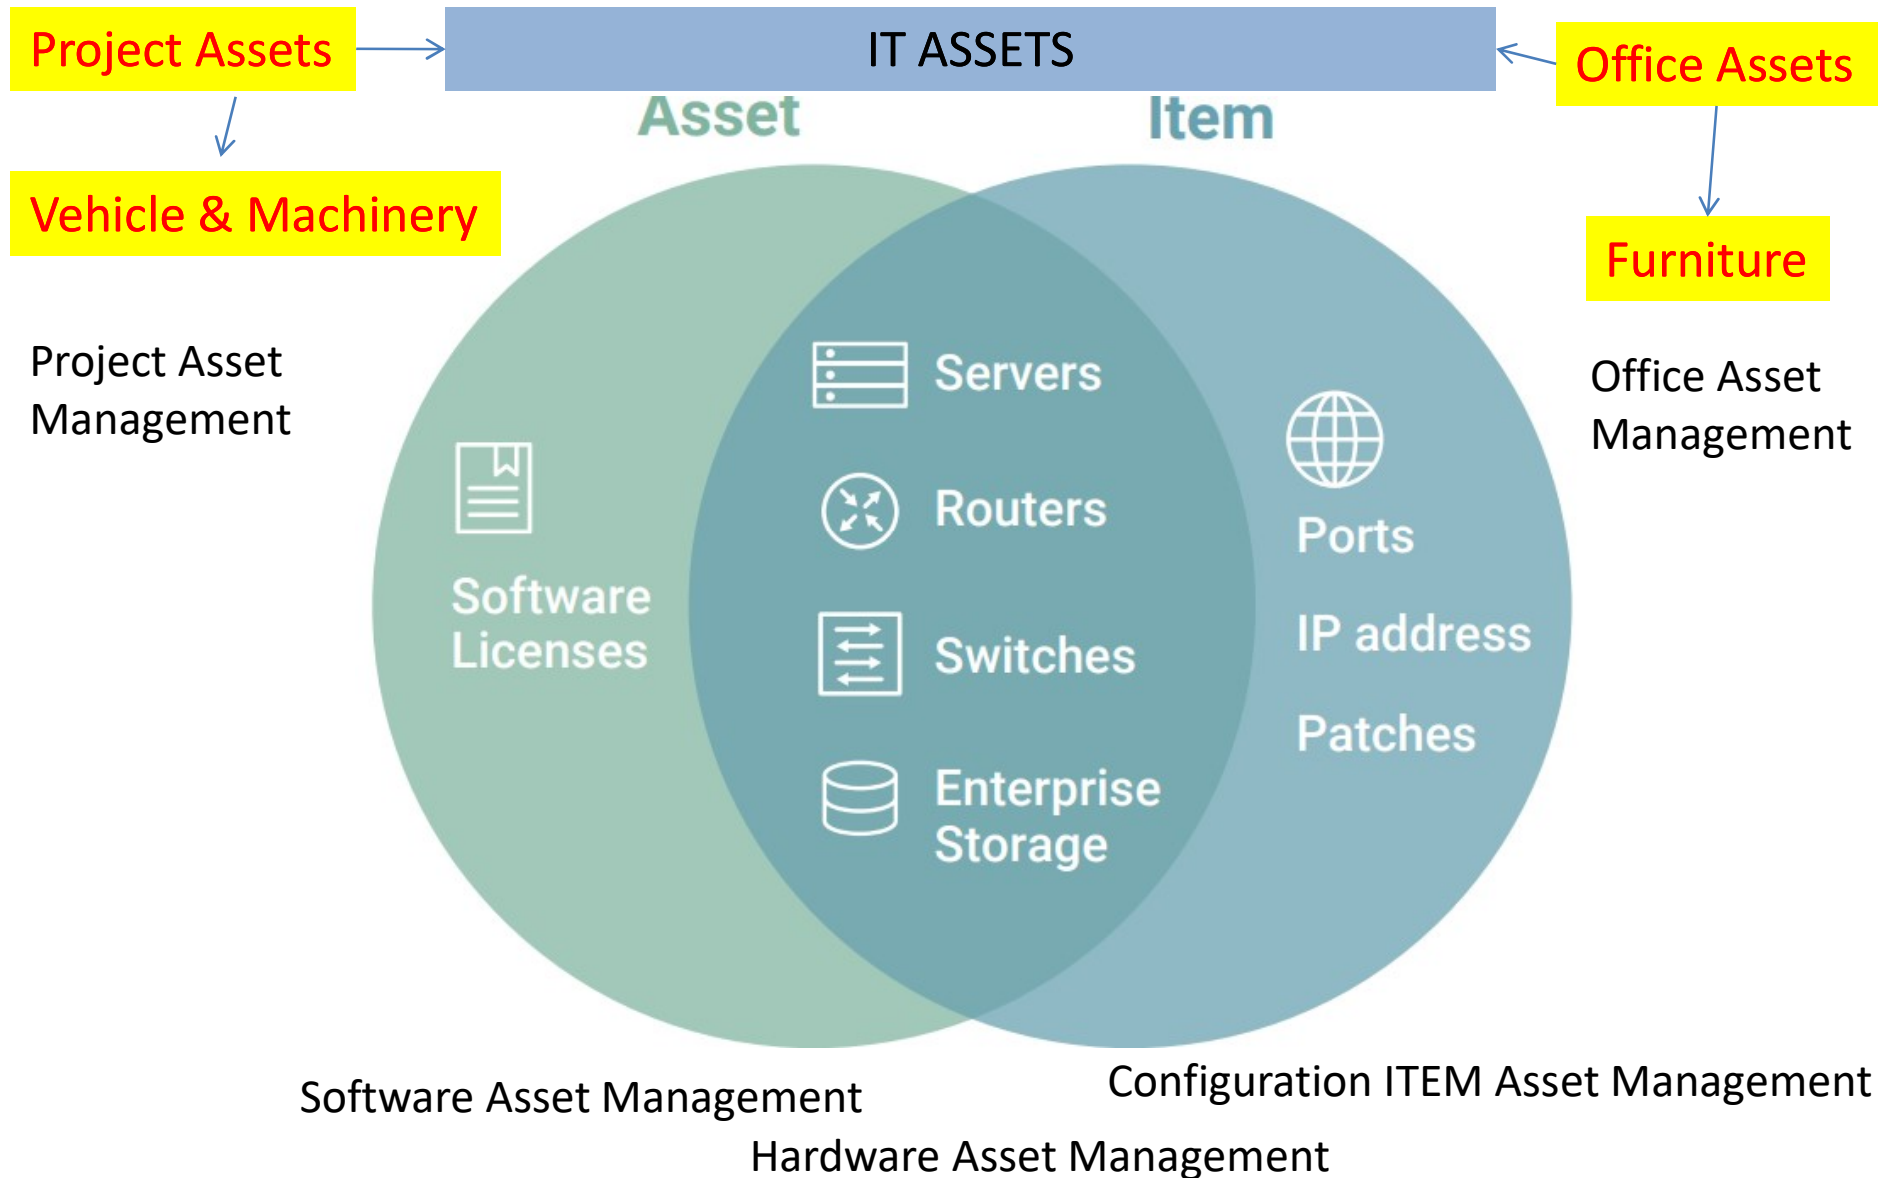 Project Assets
IT ASSETS
Office Assets
Asset
Item
Vehicle & Machinery
Furniture
Project Asset
Management
Office Asset
Management
Servers
Routers
Switches
Enterprise
Storage
Software
Licenses
Ports
IP address
Patches
Software Asset Management
Configuration ITEM Asset Management
Hardware Asset Management